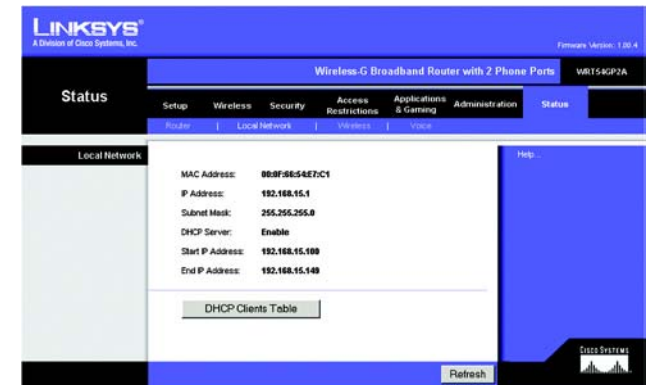 LINKSYS®
A Division of Cisco Systems, Inc.
Firmware Version: 1.00.4
Wireless-G Broadband Router with 2 Phone Ports WRT54GP2A
Status
Setup Wireless Security Access Restrictions Applications & Gaming Administration Status
Router | Local Network | Wireless | Voice
Local Network
Help...
MAC Address: 00:0F:66:54:E7:C1
IP Address: 192.168.15.1
Subnet Mask: 255.255.255.0
DHCP Server: Enable
Start IP Address: 192.168.15.100
End IP Address: 192.168.15.149
DHCP Clients Table
Refresh
CISCO SYSTEMS